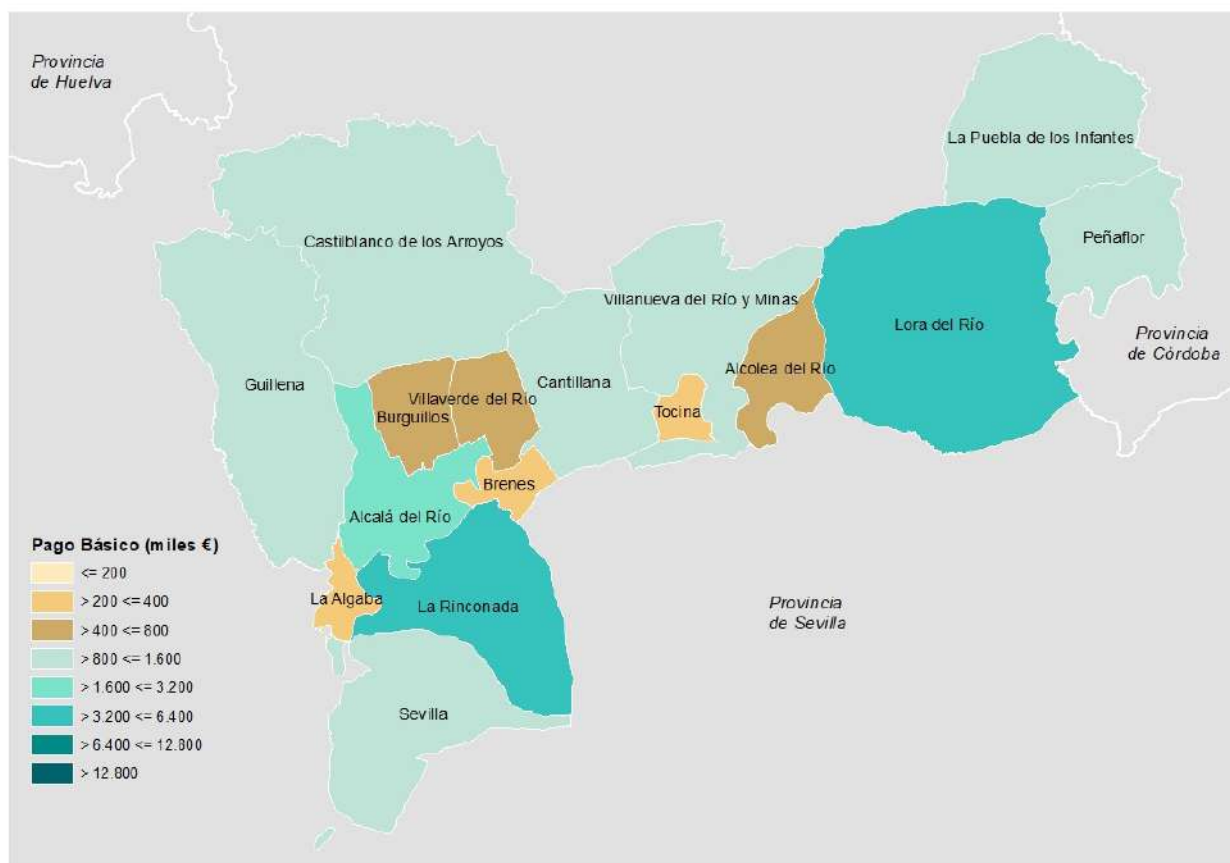 Provincia
de Huelva
La Puebla de los Infantes
Castilblanco de los Arroyos
Peñaflor
Villanueva del Río y Minas
Lora del Río
Provincia
de Córdoba
Guillena
Cantillana
Alcolea del Río
Villaverde del Río
Burguillos
Tocina
Brenes
Alcalá del Río
La Algaba
La Rinconada
Provincia
de Sevilla
Sevilla
Pago Básico (miles €)
<= 200
> 200 <= 400
> 400 <= 800
> 800 <= 1.600
> 1.600 <= 3.200
> 3.200 <= 6.400
> 6.400 <= 12.800
> 12.800